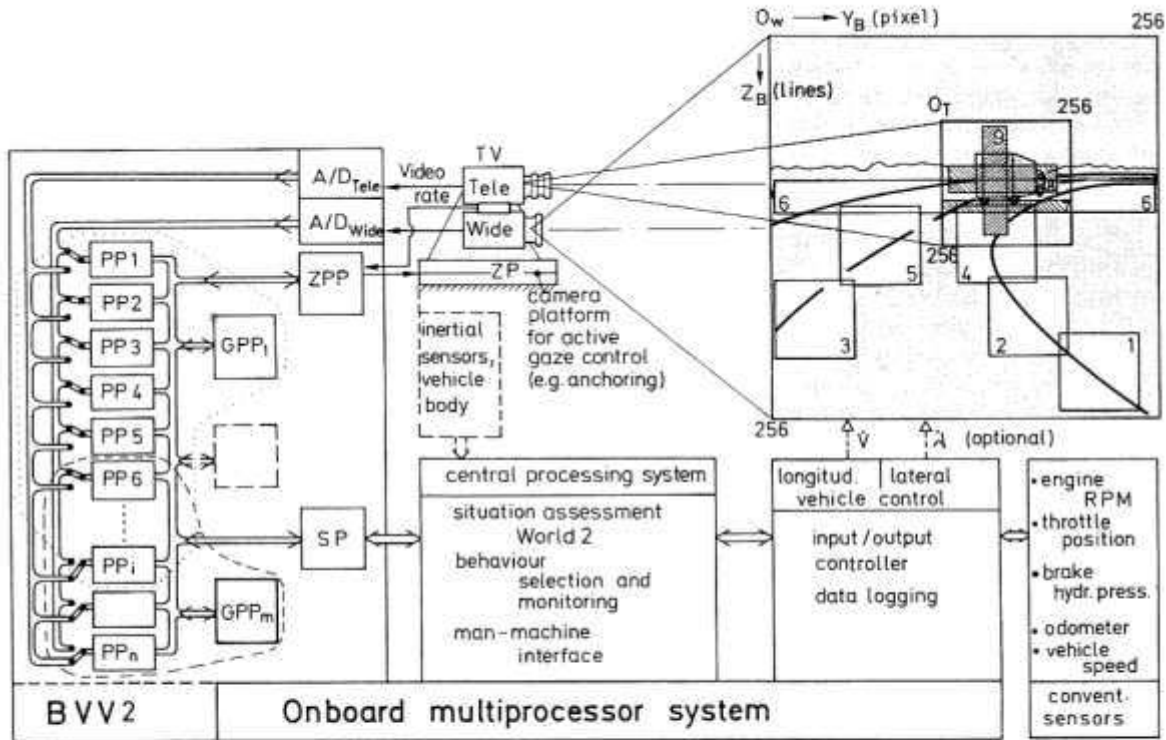 O_W → Y_B (pixel) 256
Z_B (lines)
O_T 256
9
6 6
256
5 4
3 2 1
256
TV
Tele
Wide
Video
rate
ZP
A/D_Tele
A/D_Wide
ZPP
camera
platform
for active
gaze control
(e.g. anchoring)
inertial
sensors,
vehicle
body
PP1
PP2
PP3
PP4
PP5
PP6
PP_i
PP_n
GPP_1
GPP_m
SP
central processing system
situation assessment
World 2
behaviour
selection and
monitoring
man-machine
interface
V̇ λ̇ (optional)
longitud. lateral
vehicle control
input/output
controller
data logging
• engine
RPM
• throttle
position
• brake
hydr. press.
• odometer
• vehicle
speed
convent.
sensors
BVV2 Onboard multiprocessor system